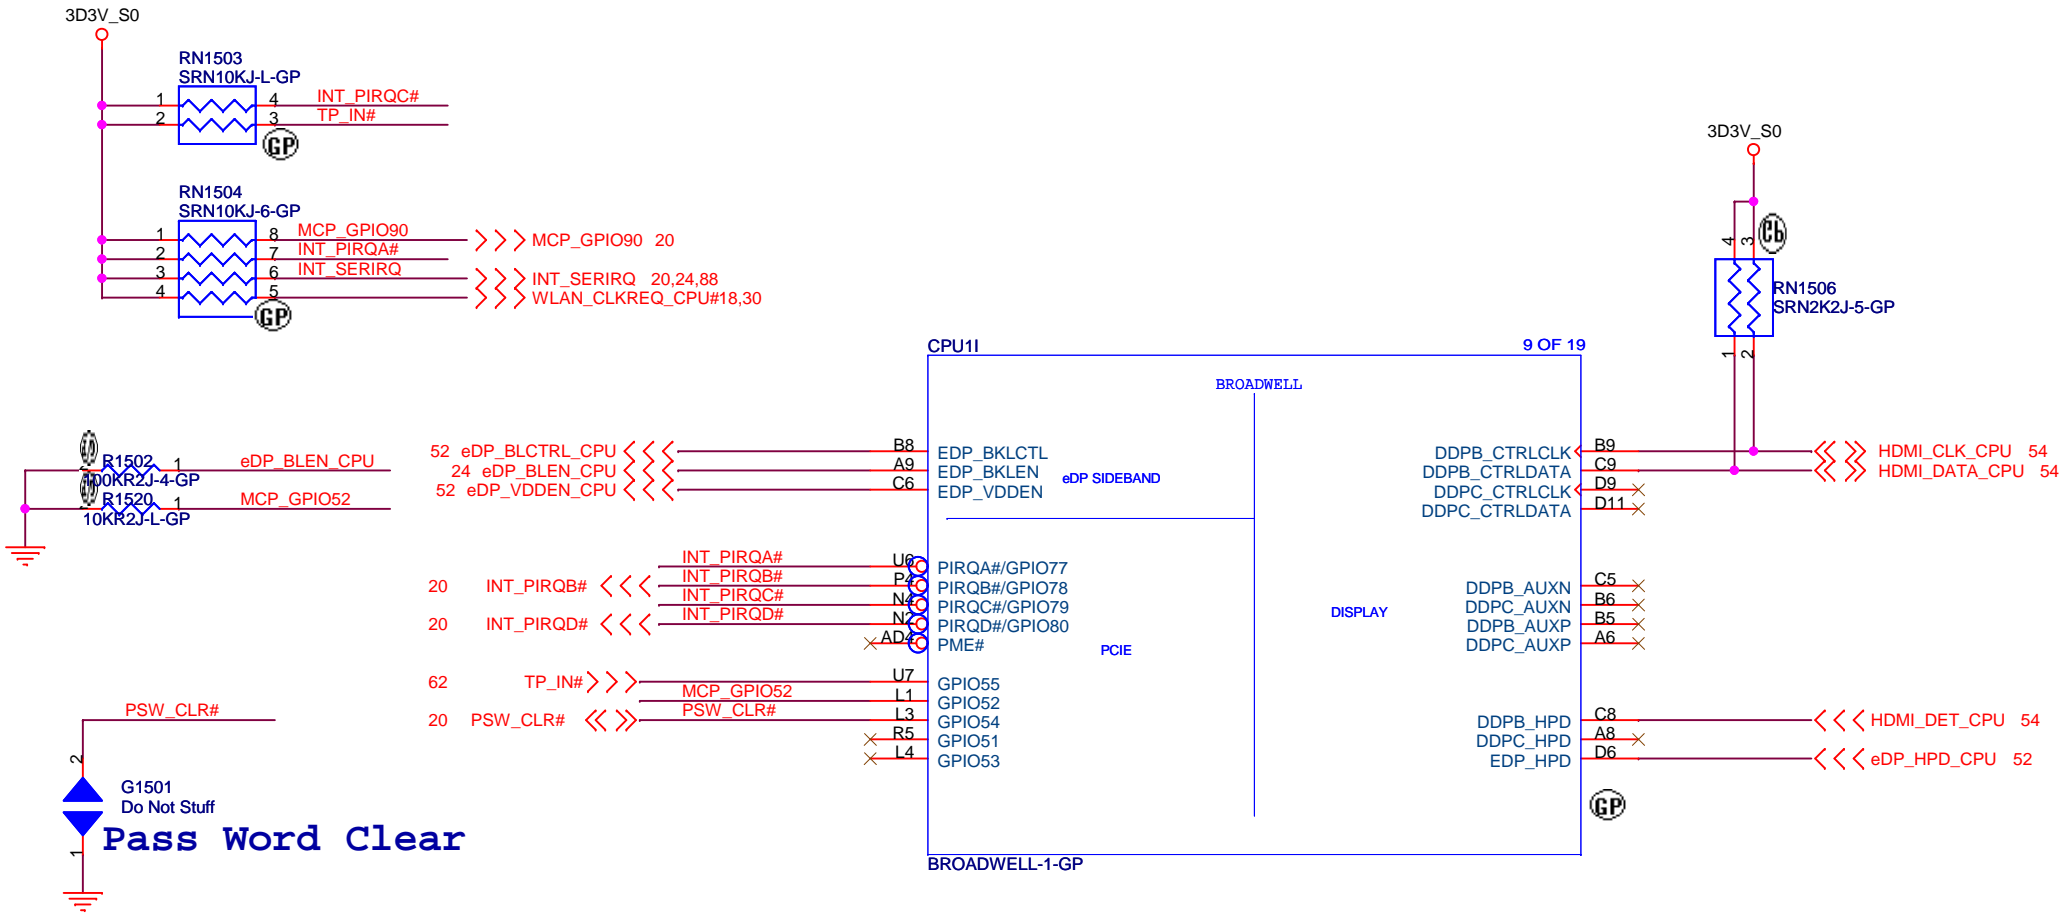 3D3V_S0
RN1503
SRN10KJ-L-GP
1 4 INT_PIRQC#
2 3 TP_IN#
GP
RN1504
SRN10KJ-6-GP
1 8 MCP_GPIO90 MCP_GPIO90 20
2 7 INT_PIRQA#
3 6 INT_SERIRQ INT_SERIRQ 20,24,88
4 5 WLAN_CLKREQ_CPU#18,30
GP
3D3V_S0
4 3
RN1506
SRN2K2J-5-GP
1 2
R1502 1 eDP_BLEN_CPU
100KR2J-4-GP
R1520 1 MCP_GPIO52
10KR2J-L-GP
CPU1I 9 OF 19
BROADWELL
52 eDP_BLCTRL_CPU B8 EDP_BKLCTL
24 eDP_BLEN_CPU A9 EDP_BKLEN
52 eDP_VDDEN_CPU C6 EDP_VDDEN
eDP SIDEBAND
INT_PIRQA# U6 PIRQA#/GPIO77
20 INT_PIRQB# INT_PIRQB# P4 PIRQB#/GPIO78
INT_PIRQC# N4 PIRQC#/GPIO79
20 INT_PIRQD# INT_PIRQD# N2 PIRQD#/GPIO80
AD4 PME#
PCIE
62 TP_IN# U7 GPIO55
MCP_GPIO52 L1 GPIO52
20 PSW_CLR# PSW_CLR# L3 GPIO54
R5 GPIO51
L4 GPIO53
DISPLAY
DDPB_CTRLCLK B9 HDMI_CLK_CPU 54
DDPB_CTRLDATA C9 HDMI_DATA_CPU 54
DDPC_CTRLCLK D9
DDPC_CTRLDATA D11
DDPB_AUXN C5
DDPC_AUXN B6
DDPB_AUXP B5
DDPC_AUXP A6
DDPB_HPD C8 HDMI_DET_CPU 54
DDPC_HPD A8
EDP_HPD D6 eDP_HPD_CPU 52
GP
BROADWELL-1-GP
PSW_CLR#
2
G1501
Do Not Stuff
Pass Word Clear
1